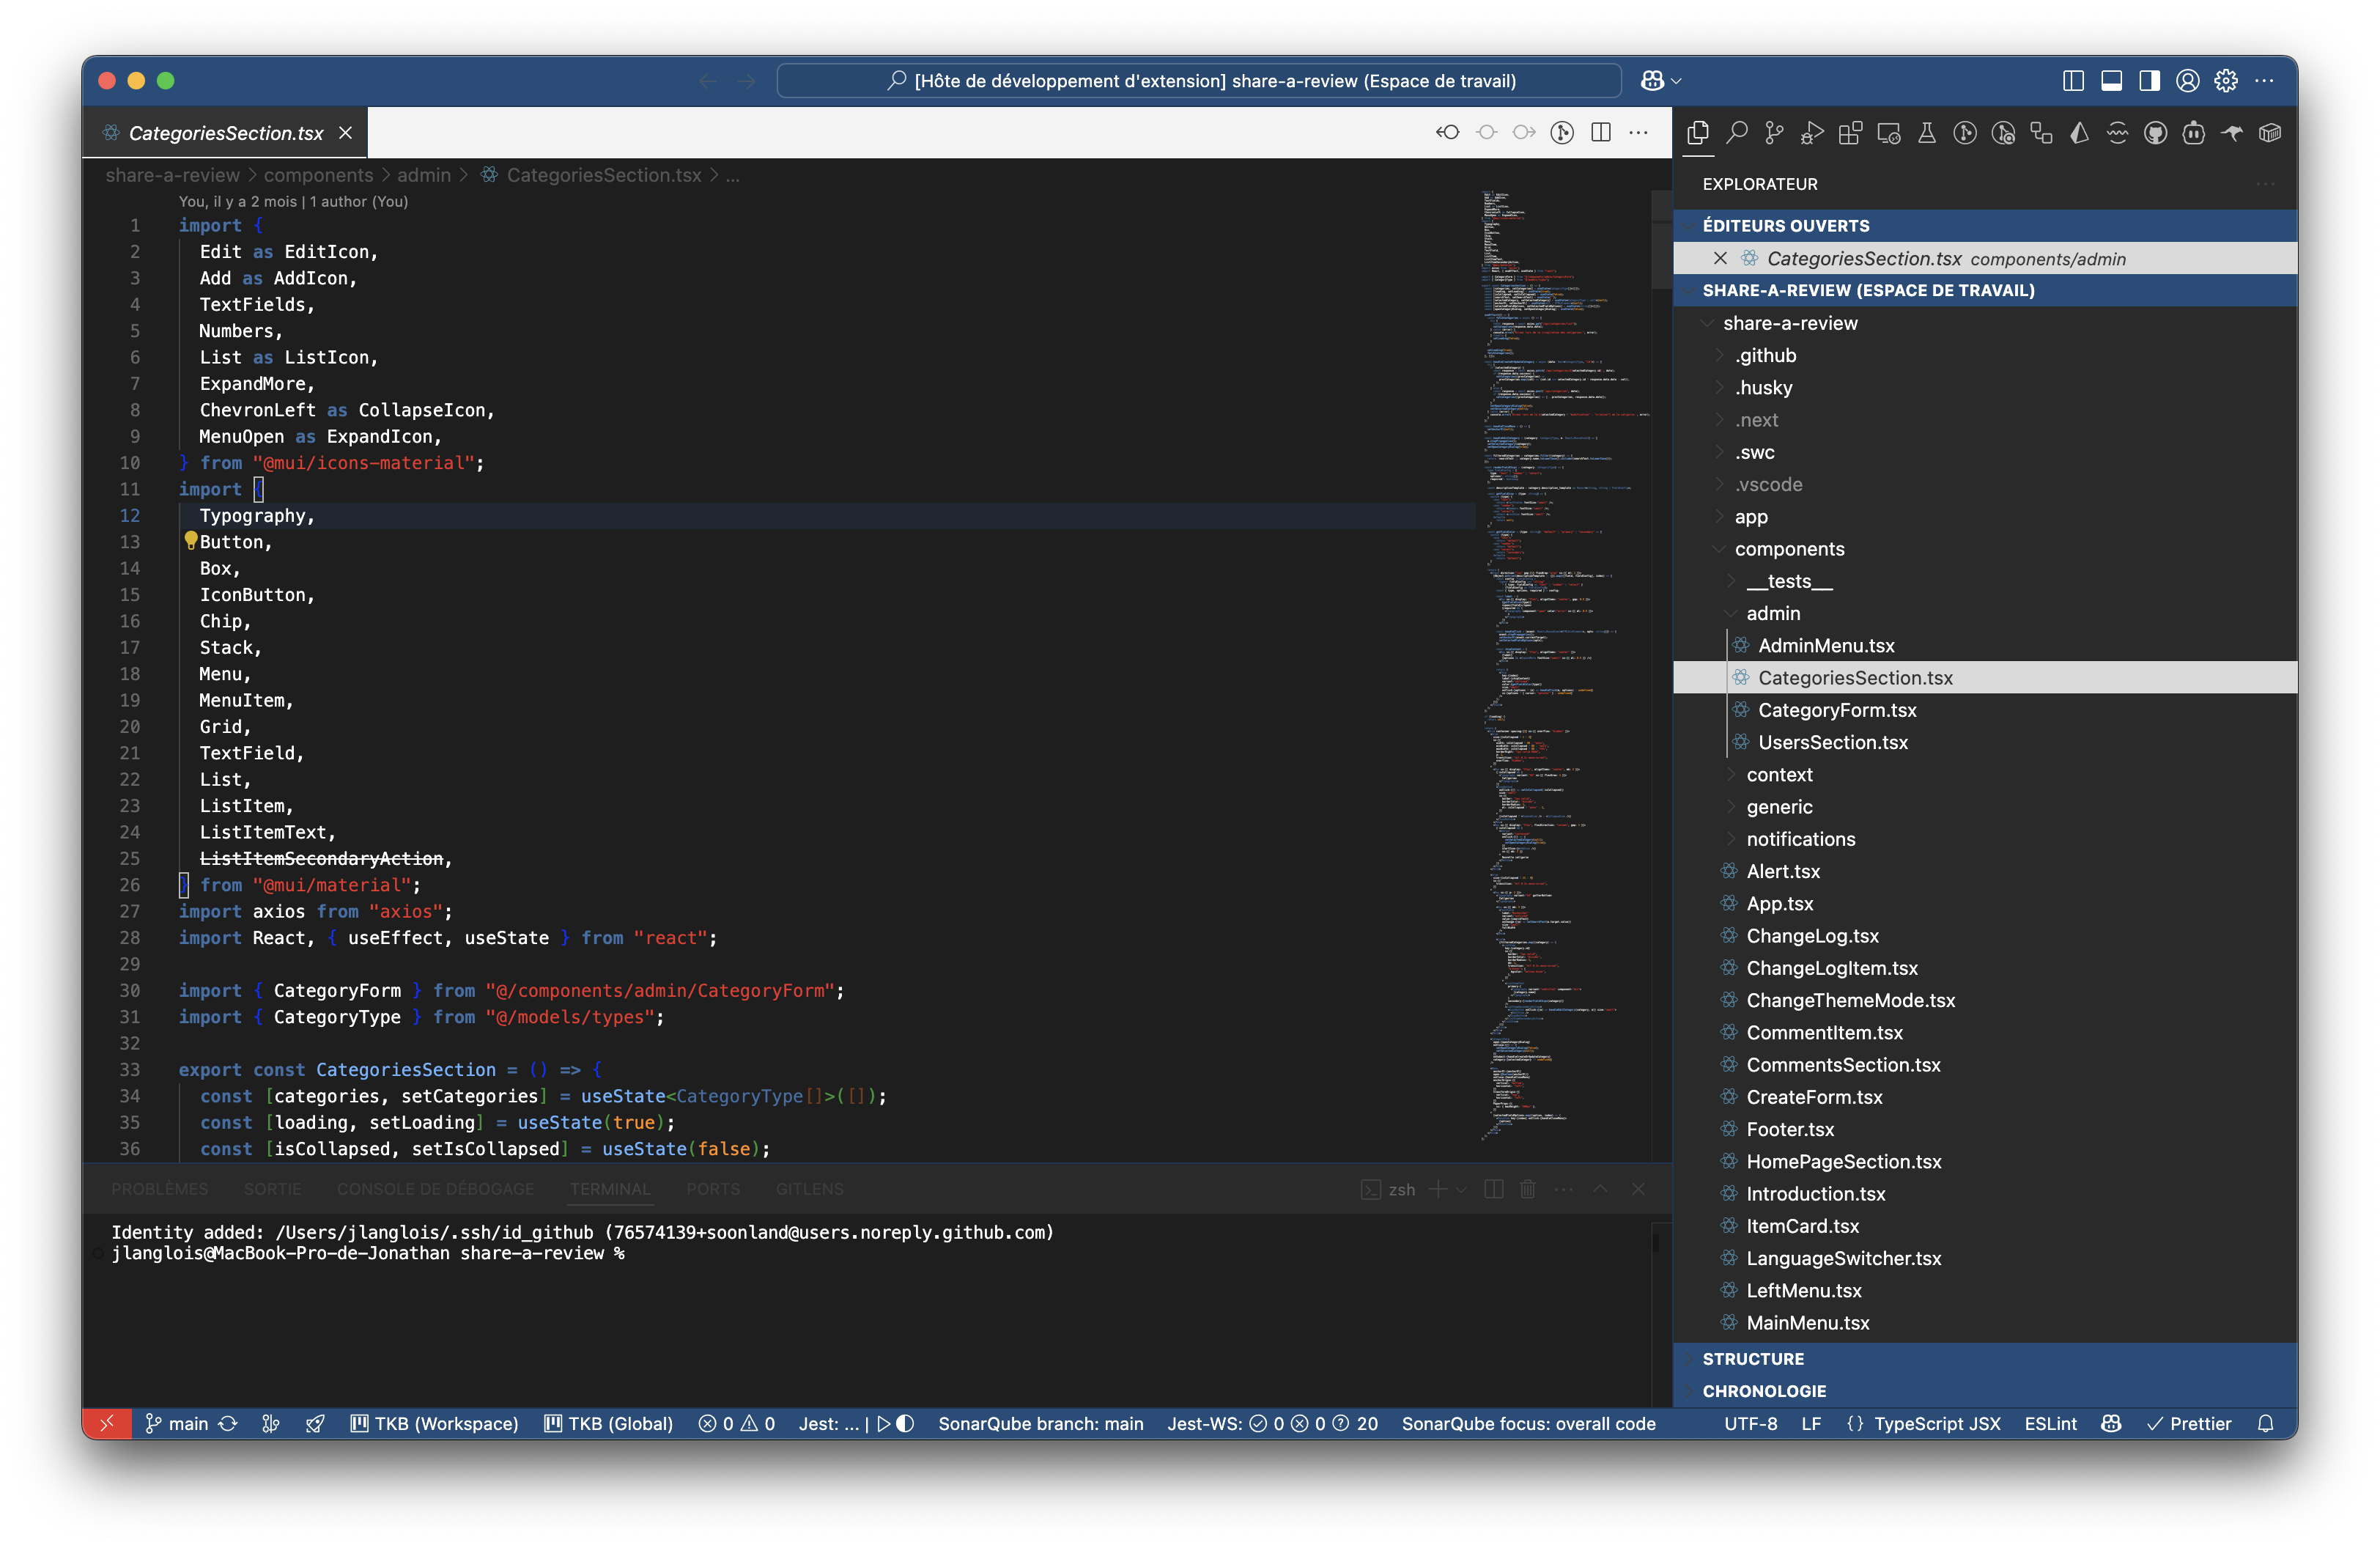 [Hôte de développement d'extension] share-a-review (Espace de travail)
CategoriesSection.tsx
share-a-review > components > admin > CategoriesSection.tsx > ...
You, il y a 2 mois | 1 author (You)
1 import {
2 Edit as EditIcon,
3 Add as AddIcon,
4 TextFields,
5 Numbers,
6 List as ListIcon,
7 ExpandMore,
8 ChevronLeft as CollapseIcon,
9 MenuOpen as ExpandIcon,
10 } from "@mui/icons-material";
11 import {
12 Typography,
13 Button,
14 Box,
15 IconButton,
16 Chip,
17 Stack,
18 Menu,
19 MenuItem,
20 Grid,
21 TextField,
22 List,
23 ListItem,
24 ListItemText,
25 ListItemSecondaryAction,
26 } from "@mui/material";
27 import axios from "axios";
28 import React, { useEffect, useState } from "react";
29
30 import { CategoryForm } from "@/components/admin/CategoryForm";
31 import { CategoryType } from "@/models/types";
32
33 export const CategoriesSection = () => {
34 const [categories, setCategories] = useState<CategoryType[]>([]);
35 const [loading, setLoading] = useState(true);
36 const [isCollapsed, setIsCollapsed] = useState(false);
PROBLÈMES SORTIE CONSOLE DE DÉBOGAGE TERMINAL PORTS GITLENS
zsh
Identity added: /Users/jlanglois/.ssh/id_github (76574139+soonland@users.noreply.github.com)
jlanglois@MacBook-Pro-de-Jonathan share-a-review %
EXPLORATEUR
ÉDITEURS OUVERTS
CategoriesSection.tsx components/admin
SHARE-A-REVIEW (ESPACE DE TRAVAIL)
share-a-review
.github
.husky
.next
.swc
.vscode
app
components
__tests__
admin
AdminMenu.tsx
CategoriesSection.tsx
CategoryForm.tsx
UsersSection.tsx
context
generic
notifications
Alert.tsx
App.tsx
ChangeLog.tsx
ChangeLogItem.tsx
ChangeThemeMode.tsx
CommentItem.tsx
CommentsSection.tsx
CreateForm.tsx
Footer.tsx
HomePageSection.tsx
Introduction.tsx
ItemCard.tsx
LanguageSwitcher.tsx
LeftMenu.tsx
MainMenu.tsx
STRUCTURE
CHRONOLOGIE
main TKB (Workspace) TKB (Global) 0 0 Jest: ... | SonarQube branch: main Jest-WS: 0 0 20 SonarQube focus: overall code UTF-8 LF {} TypeScript JSX ESLint Prettier